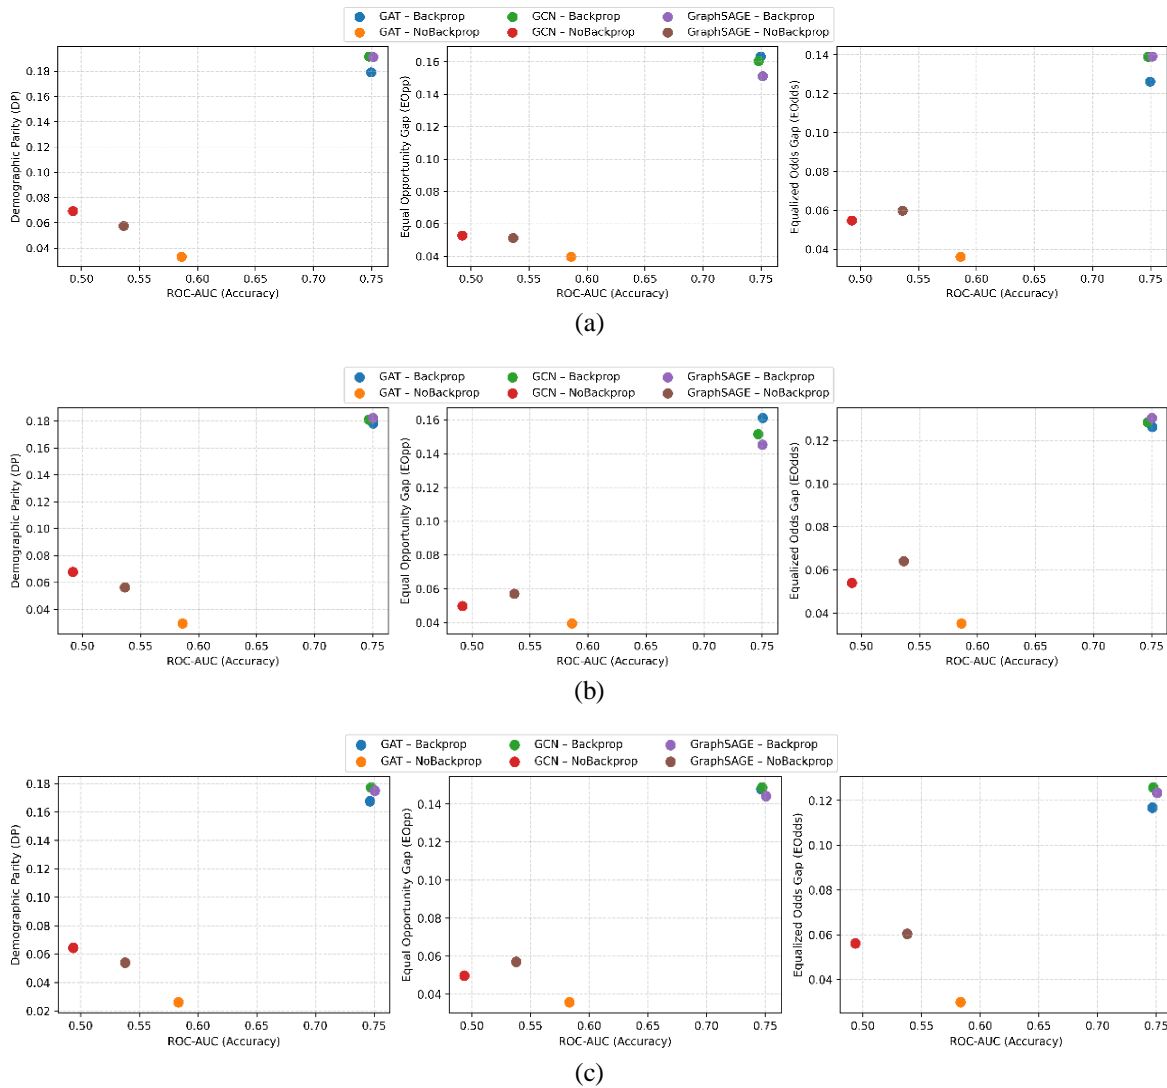 GAT – Backprop GCN – Backprop GraphSAGE – Backprop
GAT – NoBackprop GCN – NoBackprop GraphSAGE – NoBackprop
Demographic Parity (DP)
0.18
0.16
0.14
0.12
0.10
0.08
0.06
0.04
0.50 0.55 0.60 0.65 0.70 0.75
ROC-AUC (Accuracy)
Equal Opportunity Gap (EOpp)
0.16
0.14
0.12
0.10
0.08
0.06
0.04
0.50 0.55 0.60 0.65 0.70 0.75
ROC-AUC (Accuracy)
Equalized Odds Gap (EOdds)
0.14
0.12
0.10
0.08
0.06
0.04
0.50 0.55 0.60 0.65 0.70 0.75
ROC-AUC (Accuracy)
(a)
GAT – Backprop GCN – Backprop GraphSAGE – Backprop
GAT – NoBackprop GCN – NoBackprop GraphSAGE – NoBackprop
Demographic Parity (DP)
0.18
0.16
0.14
0.12
0.10
0.08
0.06
0.04
0.50 0.55 0.60 0.65 0.70 0.75
ROC-AUC (Accuracy)
Equal Opportunity Gap (EOpp)
0.16
0.14
0.12
0.10
0.08
0.06
0.04
0.50 0.55 0.60 0.65 0.70 0.75
ROC-AUC (Accuracy)
Equalized Odds Gap (EOdds)
0.12
0.10
0.08
0.06
0.04
0.50 0.55 0.60 0.65 0.70 0.75
ROC-AUC (Accuracy)
(b)
GAT – Backprop GCN – Backprop GraphSAGE – Backprop
GAT – NoBackprop GCN – NoBackprop GraphSAGE – NoBackprop
Demographic Parity (DP)
0.18
0.16
0.14
0.12
0.10
0.08
0.06
0.04
0.02
0.50 0.55 0.60 0.65 0.70 0.75
ROC-AUC (Accuracy)
Equal Opportunity Gap (EOpp)
0.14
0.12
0.10
0.08
0.06
0.04
0.50 0.55 0.60 0.65 0.70 0.75
ROC-AUC (Accuracy)
Equalized Odds Gap (EOdds)
0.12
0.10
0.08
0.06
0.04
0.50 0.55 0.60 0.65 0.70 0.75
ROC-AUC (Accuracy)
(c)